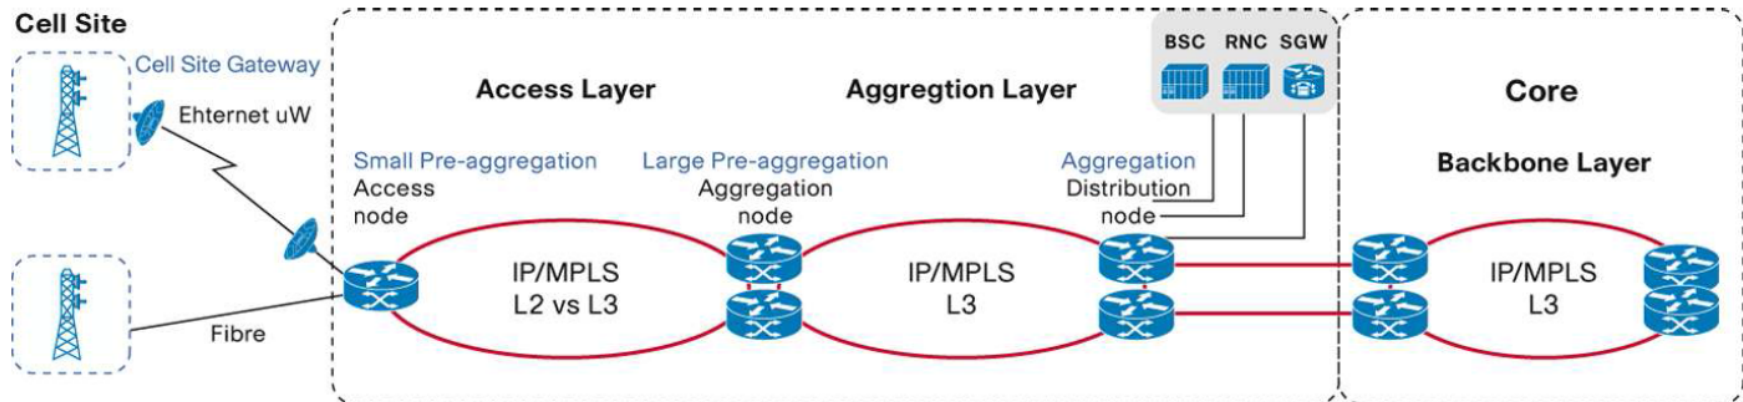 Cell Site
Cell Site Gateway
Ehternet uW
Fibre
Access Layer
Small Pre-aggregation
Access
node
IP/MPLS
L2 vs L3
Aggregtion Layer
Large Pre-aggregation
Aggregation
node
IP/MPLS
L3
BSC RNC SGW
Aggregation
Distribution
node
Core
Backbone Layer
IP/MPLS
L3